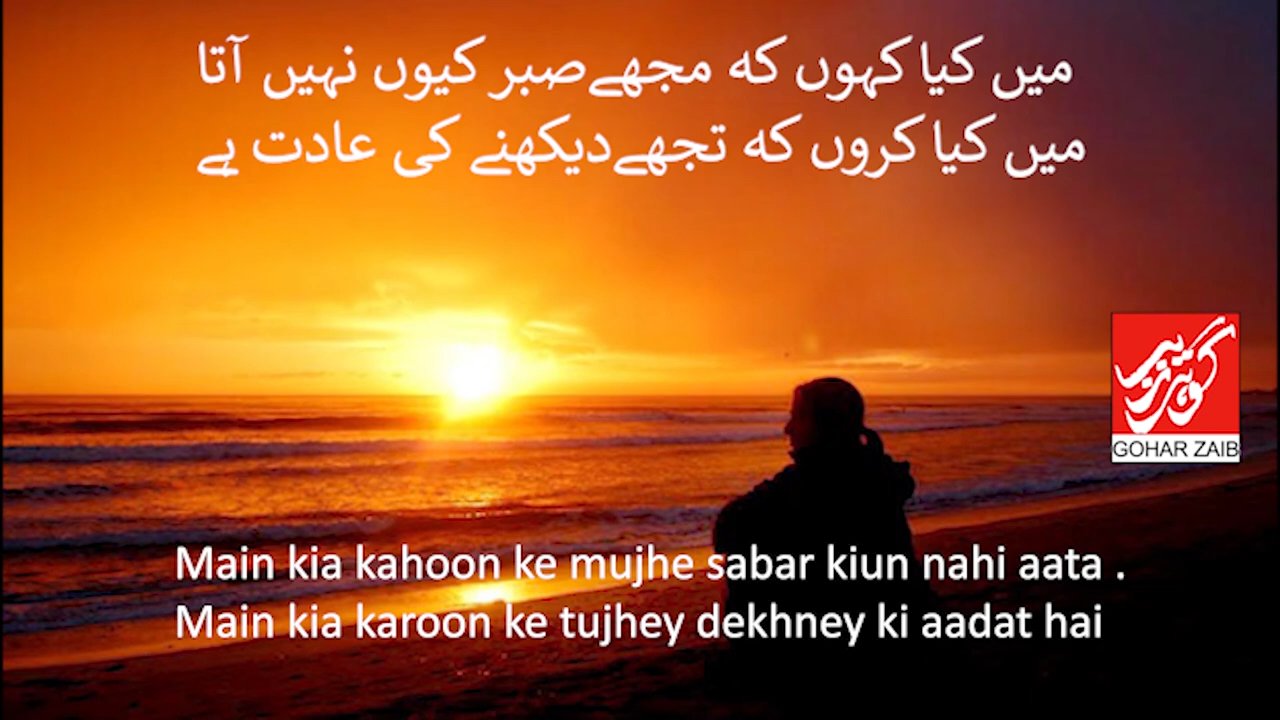 میں کیا کہوں کہ مجھے صبر کیوں نہیں آتا
میں کیا کروں کہ تجھے دیکھنے کی عادت ہے
گوہر زیب
GOHAR ZAIB
Main kia kahoon ke mujhe sabar kiun nahi aata .
Main kia karoon ke tujhey dekhney ki aadat hai